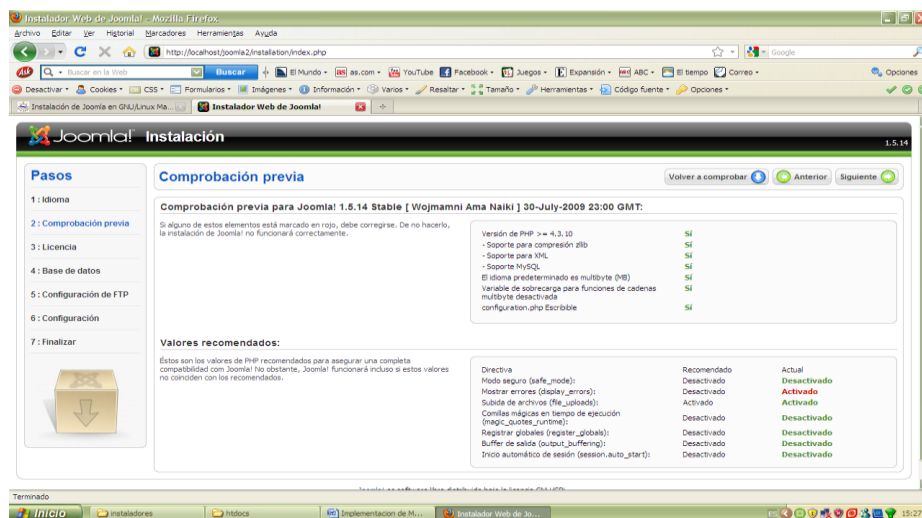 Instalador Web de Joomla! - Mozilla Firefox
Archivo Editar Ver Historial Marcadores Herramientas Ayuda
http://localhost/joomla2/installation/index.php
Google
Buscar en la Web Buscar El Mundo as.com YouTube Facebook Juegos Expansión ABC El tiempo Correo Opciones
Desactivar Cookies CSS Formularios Imágenes Información Varios Resaltar Tamaño Herramientas Código fuente Opciones
Instalación de Joomla en GNU/Linux Ma... Instalador Web de Joomla!
Joomla! Instalación
1.5.14
Pasos
1 : Idioma
2 : Comprobación previa
3 : Licencia
4 : Base de datos
5 : Configuración de FTP
6 : Configuración
7 : Finalizar
Comprobación previa
Volver a comprobar Anterior Siguiente
Comprobación previa para Joomla! 1.5.14 Stable [ Wojmamni Ama Naiki ] 30-July-2009 23:00 GMT:
Si alguno de estos elementos está marcado en rojo, debe corregirse. De no hacerlo,
la instalación de Joomla! no funcionará correctamente.
Versión de PHP >= 4.3.10 Sí
- Soporte para compresión zlib Sí
- Soporte para XML Sí
- Soporte MySQL Sí
El idioma predeterminado es multibyte (MB) Sí
Variable de sobrecarga para funciones de cadenas Sí
multibyte desactivada
configuration.php Escribible Sí
Valores recomendados:
Éstos son los valores de PHP recomendados para asegurar una completa
compatibilidad com Joomla! No obstante, Joomla! funcionará incluso si estos valores
no coinciden con los recomendados.
Directiva Recomendado Actual
Modo seguro (safe_mode): Desactivado Desactivado
Mostrar errores (display_errors): Desactivado Activado
Subida de archivos (file_uploads): Activado Activado
Comillas mágicas en tiempo de ejecución
(magic_quotes_runtime): Desactivado Desactivado
Registrar globales (register_globals): Desactivado Desactivado
Buffer de salida (output_buffering): Desactivado Desactivado
Inicio automático de sesión (session.auto_start): Desactivado Desactivado
Terminado
Inicio instaladores htdocs Implementacion de M... Instalador Web de Jo... ES 15:27